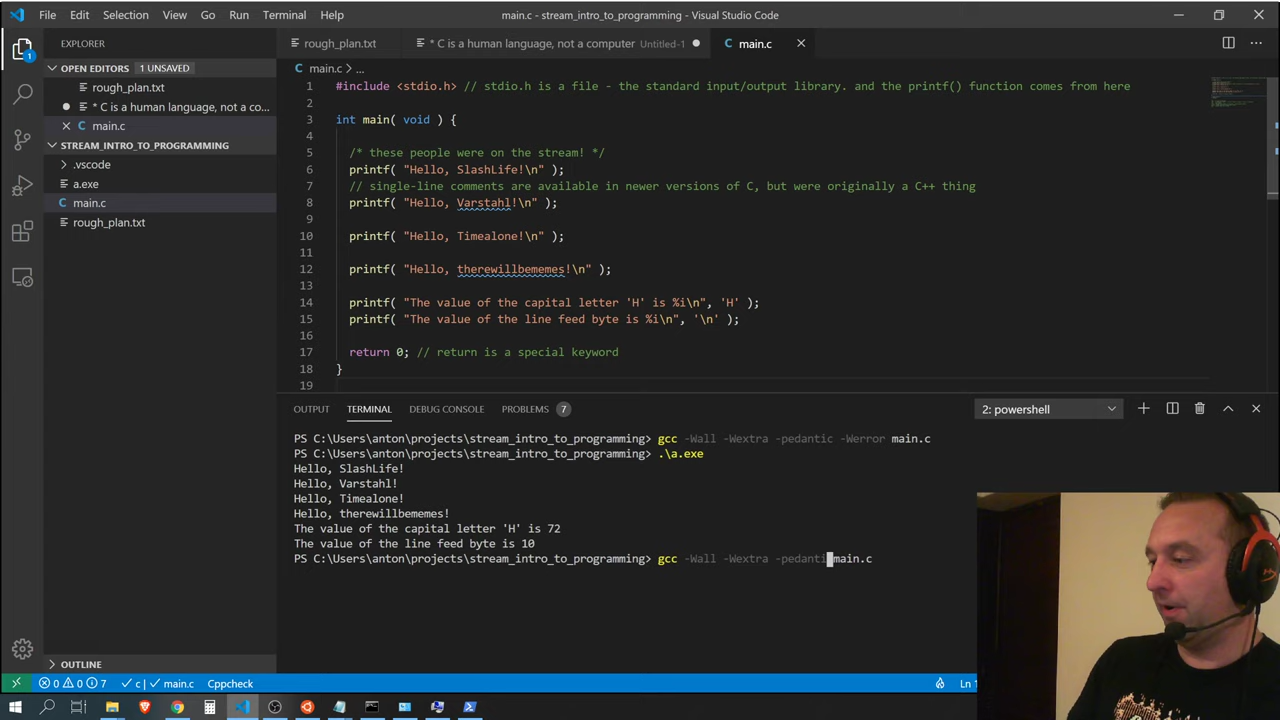 File Edit Selection View Go Run Terminal Help
main.c - stream_intro_to_programming - Visual Studio Code
EXPLORER
rough_plan.txt
* C is a human language, not a computer Untitled-1
main.c
OPEN EDITORS 1 UNSAVED
rough_plan.txt
* C is a human language, not a co...
main.c
STREAM_INTRO_TO_PROGRAMMING
.vscode
a.exe
main.c
rough_plan.txt
OUTLINE
1
main.c > ...
1 #include <stdio.h> // stdio.h is a file - the standard input/output library. and the printf() function comes from here
2
3 int main( void ) {
4
5 /* these people were on the stream! */
6 printf( "Hello, SlashLife!\n" );
7 // single-line comments are available in newer versions of C, but were originally a C++ thing
8 printf( "Hello, Varstahl!\n" );
9
10 printf( "Hello, Timealone!\n" );
11
12 printf( "Hello, therewillbememes!\n" );
13
14 printf( "The value of the capital letter 'H' is %i\n", 'H' );
15 printf( "The value of the line feed byte is %i\n", '\n' );
16
17 return 0; // return is a special keyword
18 }
19
OUTPUT TERMINAL DEBUG CONSOLE PROBLEMS 7
2: powershell
PS C:\Users\anton\projects\stream_intro_to_programming> gcc -Wall -Wextra -pedantic -Werror main.c
PS C:\Users\anton\projects\stream_intro_to_programming> .\a.exe
Hello, SlashLife!
Hello, Varstahl!
Hello, Timealone!
Hello, therewillbememes!
The value of the capital letter 'H' is 72
The value of the line feed byte is 10
PS C:\Users\anton\projects\stream_intro_to_programming> gcc -Wall -Wextra -pedanti main.c
0 0 7 c | main.c Cppcheck
Ln 1